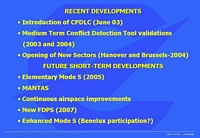 RECENT DEVELOPMENTS
• Introduction of CPDLC (June 03)
• Medium Term Conflict Detection Tool validations
(2003 and 2004)
• Opening of New Sectors (Hanover and Brussels-2004)
FUTURE SHORT-TERM DEVELOPMENTS
• Elementary Mode S (2005)
• MANTAS
• Continuous airspace improvements
• New FDPS (2007)
• Enhanced Mode S (Benelux participation?)